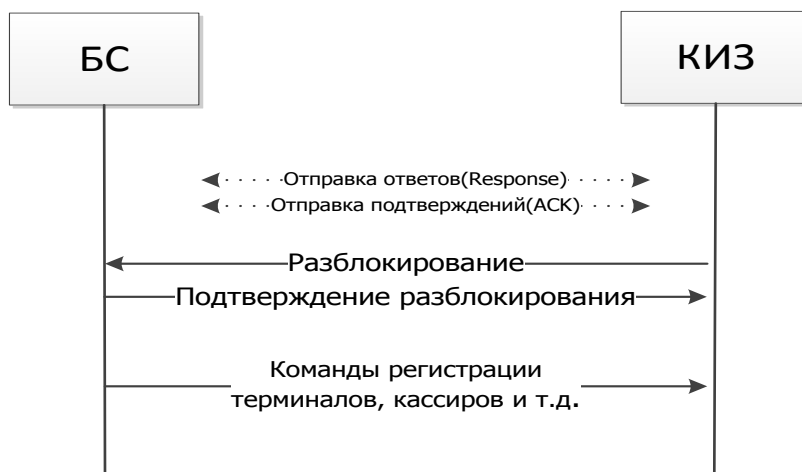 БС
КИЗ
Отправка ответов(Response)
Отправка подтверждений(ACK)
Разблокирование
Подтверждение разблокирования
Команды регистрации
терминалов, кассиров и т.д.